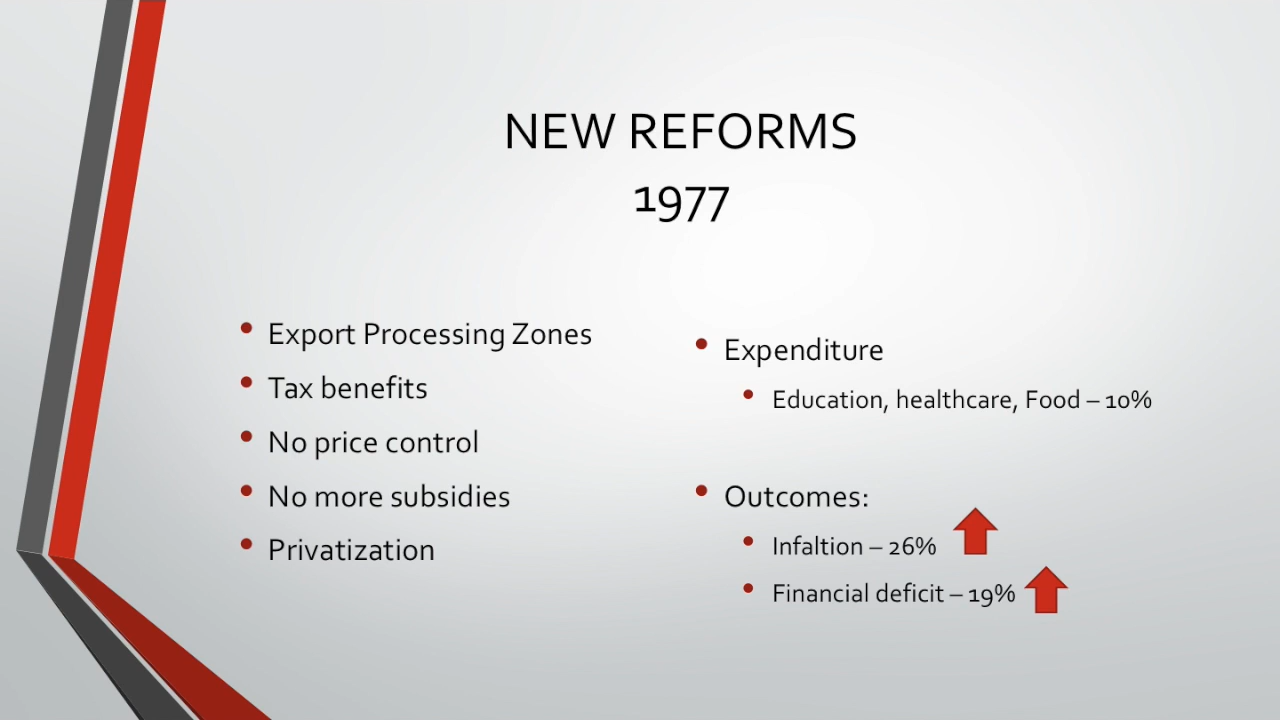 NEW REFORMS
1977
Export Processing Zones
Tax benefits
No price control
No more subsidies
Privatization
Expenditure
Education, healthcare, Food – 10%
Outcomes:
Infaltion – 26%
Financial deficit – 19%